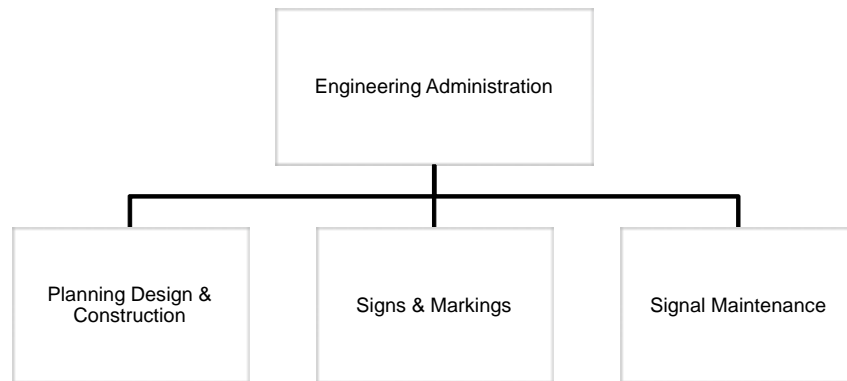 Engineering Administration
Planning Design &
Construction
Signs & Markings
Signal Maintenance